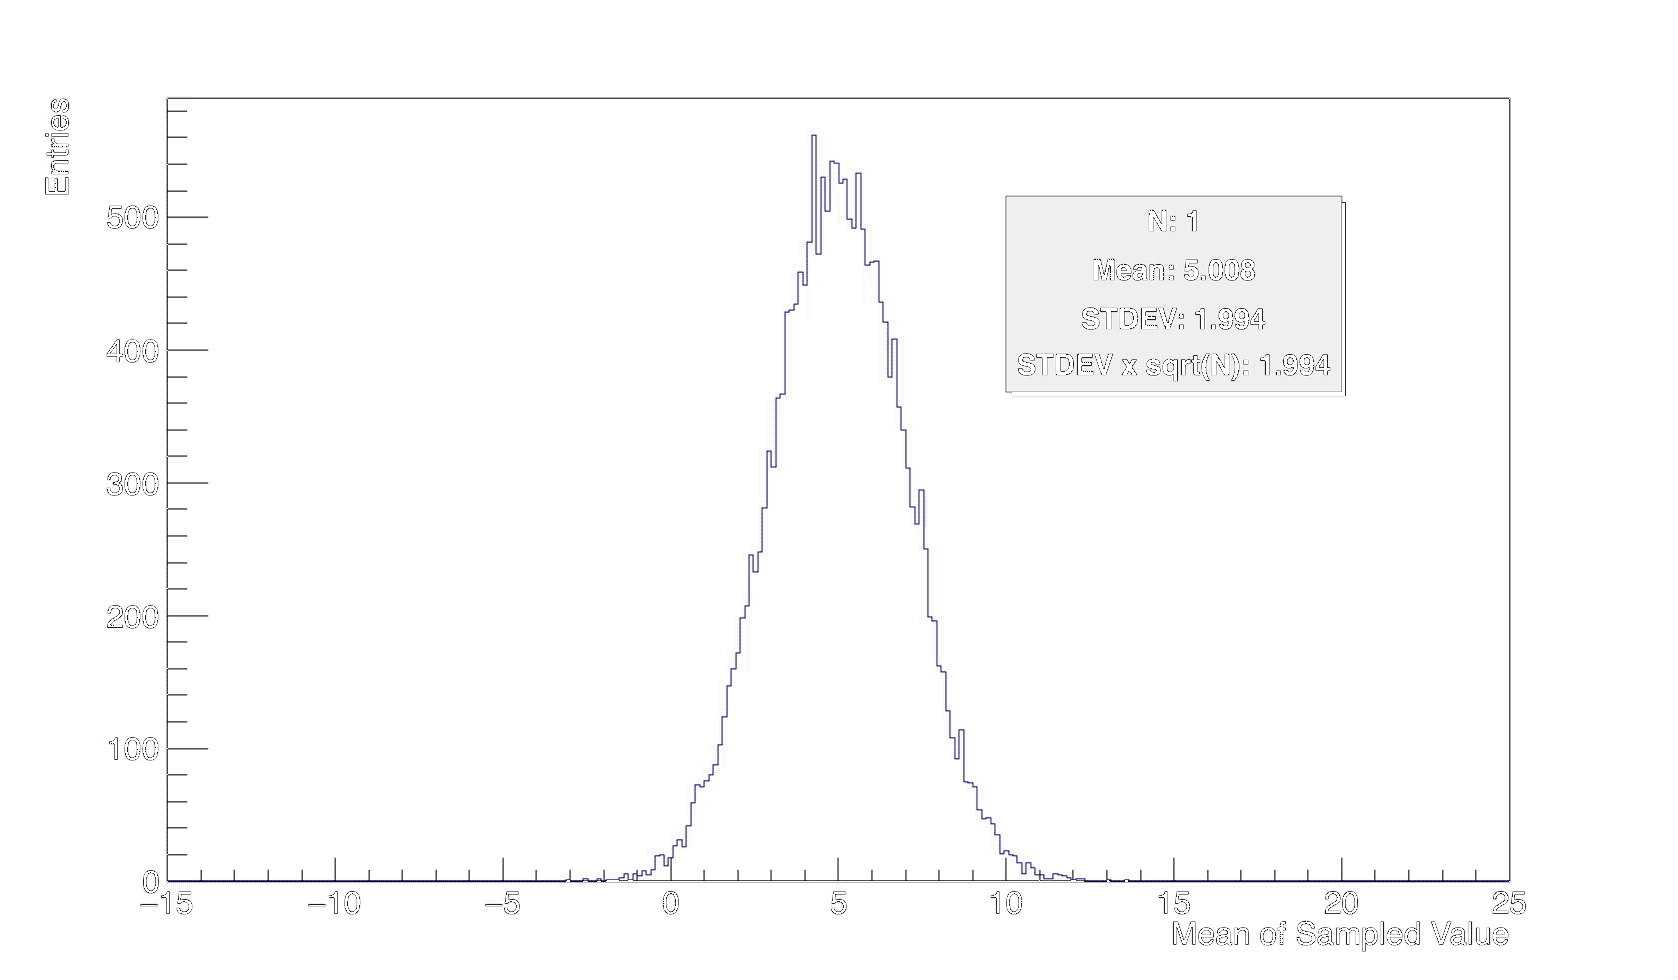 Entries
500
400
300
200
100
0
N: 1
Mean: 5.008
STDEV: 1.994
STDEV x sqrt(N): 1.994
−15 −10 −5 0 5 10 15 20 25
Mean of Sampled Value